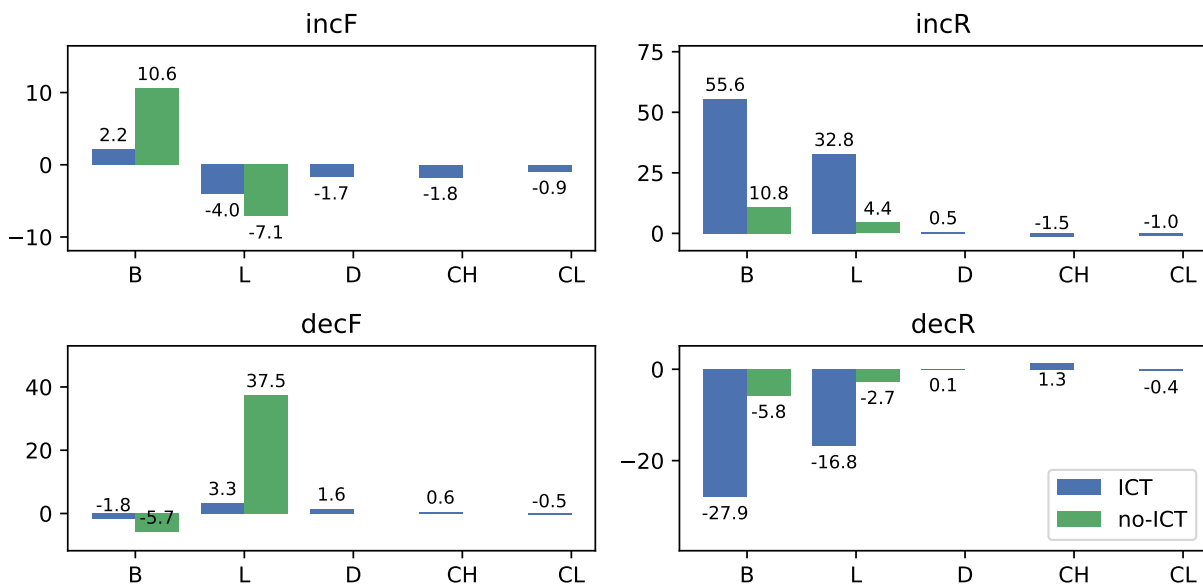 incF
10
0
−10
2.2
10.6
-4.0
-7.1
-1.7
-1.8
-0.9
B
L
D
CH
CL
incR
75
50
25
0
55.6
10.8
32.8
4.4
0.5
-1.5
-1.0
B
L
D
CH
CL
decF
40
20
0
-1.8
-5.7
3.3
37.5
1.6
0.6
-0.5
B
L
D
CH
CL
decR
0
−20
-27.9
-5.8
-16.8
-2.7
0.1
1.3
-0.4
ICT
no-ICT
B
L
D
CH
CL